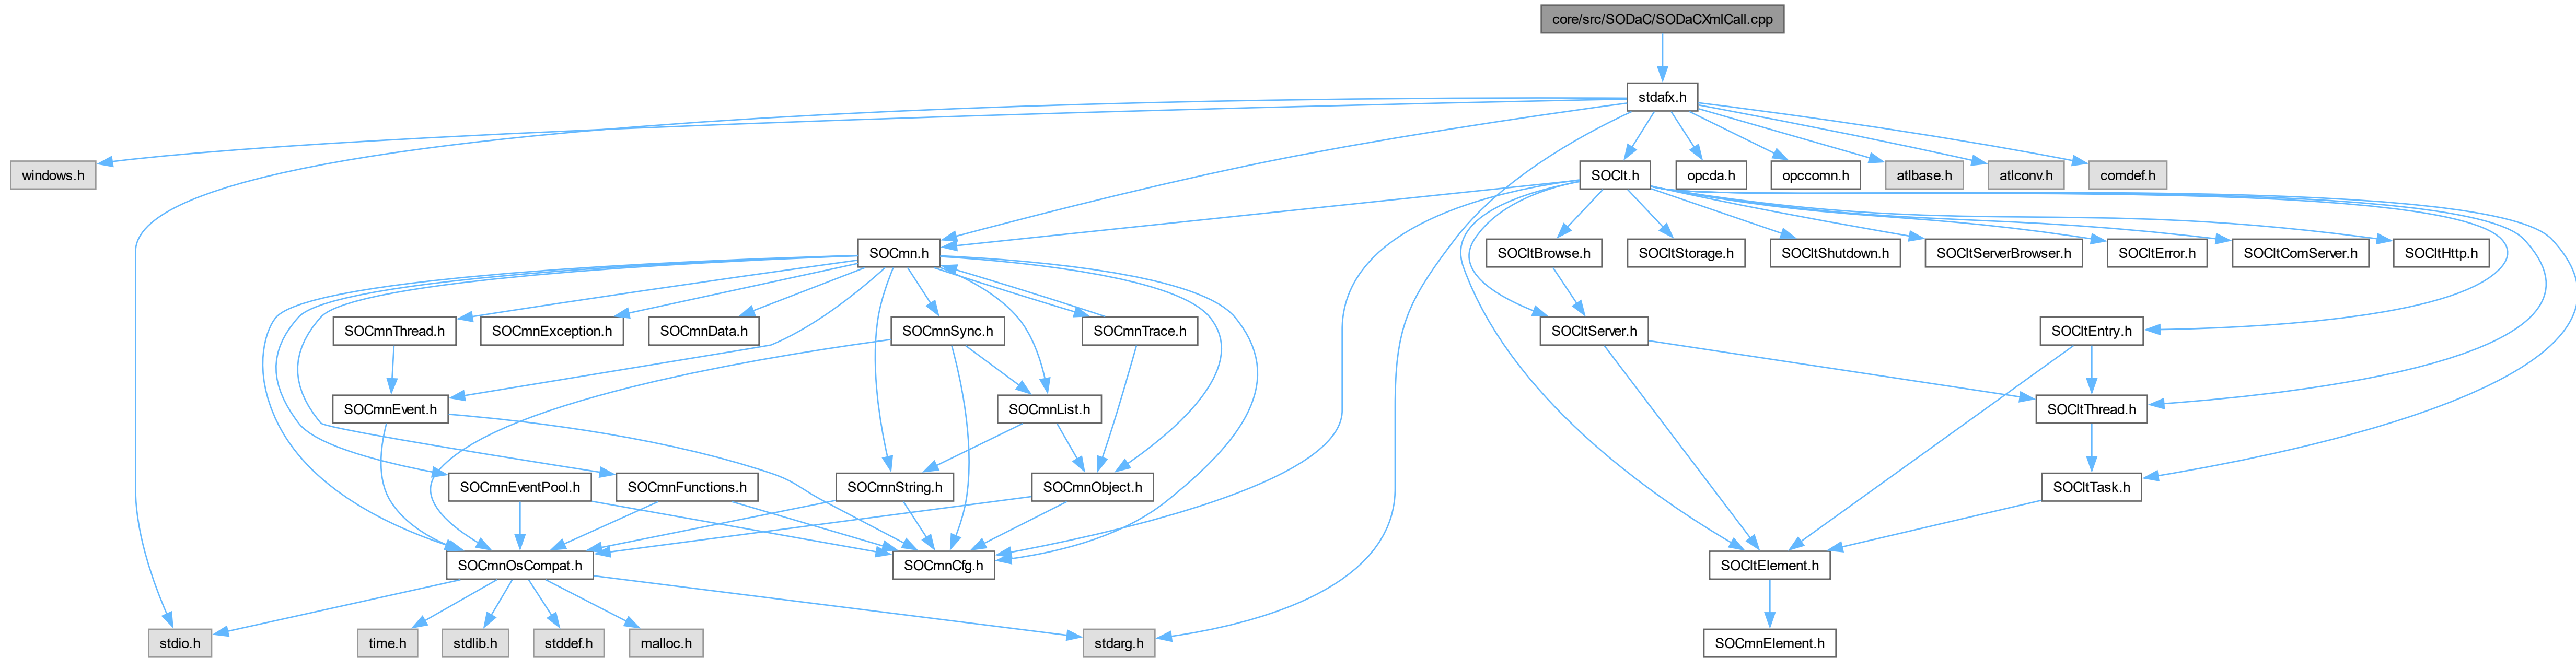 core/src/SODaC/SODaCXmlCall.cpp
stdafx.h
windows.h
SOClt.h
opcda.h
opccomn.h
atlbase.h
atlconv.h
comdef.h
SOCmn.h
SOCltBrowse.h
SOCltStorage.h
SOCltShutdown.h
SOCltServerBrowser.h
SOCltError.h
SOCltComServer.h
SOCltHttp.h
SOCmnThread.h
SOCmnException.h
SOCmnData.h
SOCmnSync.h
SOCmnTrace.h
SOCltServer.h
SOCltEntry.h
SOCmnEvent.h
SOCmnList.h
SOCltThread.h
SOCmnEventPool.h
SOCmnFunctions.h
SOCmnString.h
SOCmnObject.h
SOCltTask.h
SOCmnOsCompat.h
SOCmnCfg.h
SOCltElement.h
stdio.h
time.h
stdlib.h
stddef.h
malloc.h
stdarg.h
SOCmnElement.h